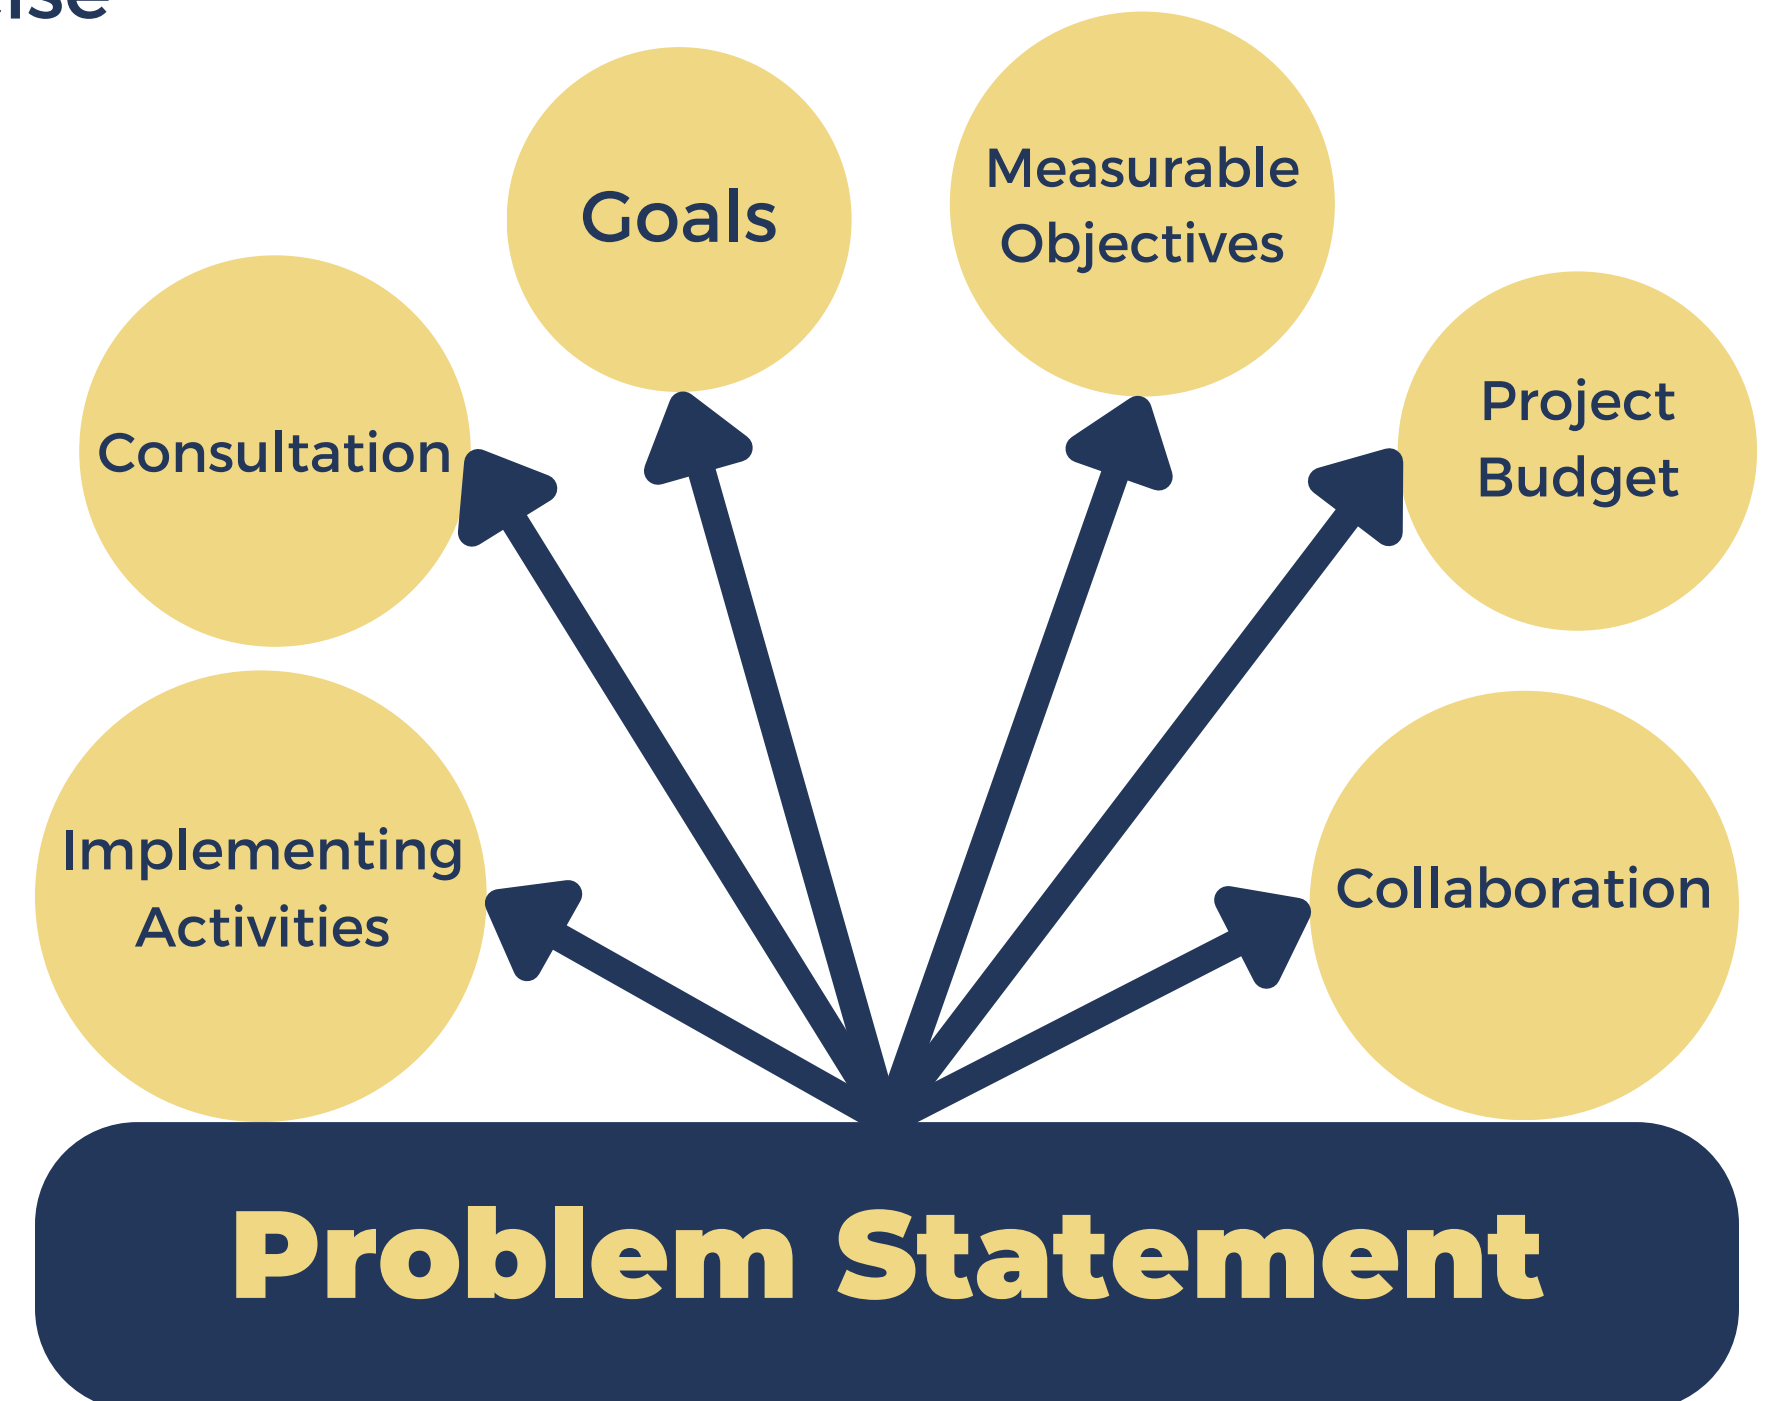 Goals
Measurable
Objectives
Consultation
Project
Budget
Implementing
Activities
Collaboration
Problem Statement